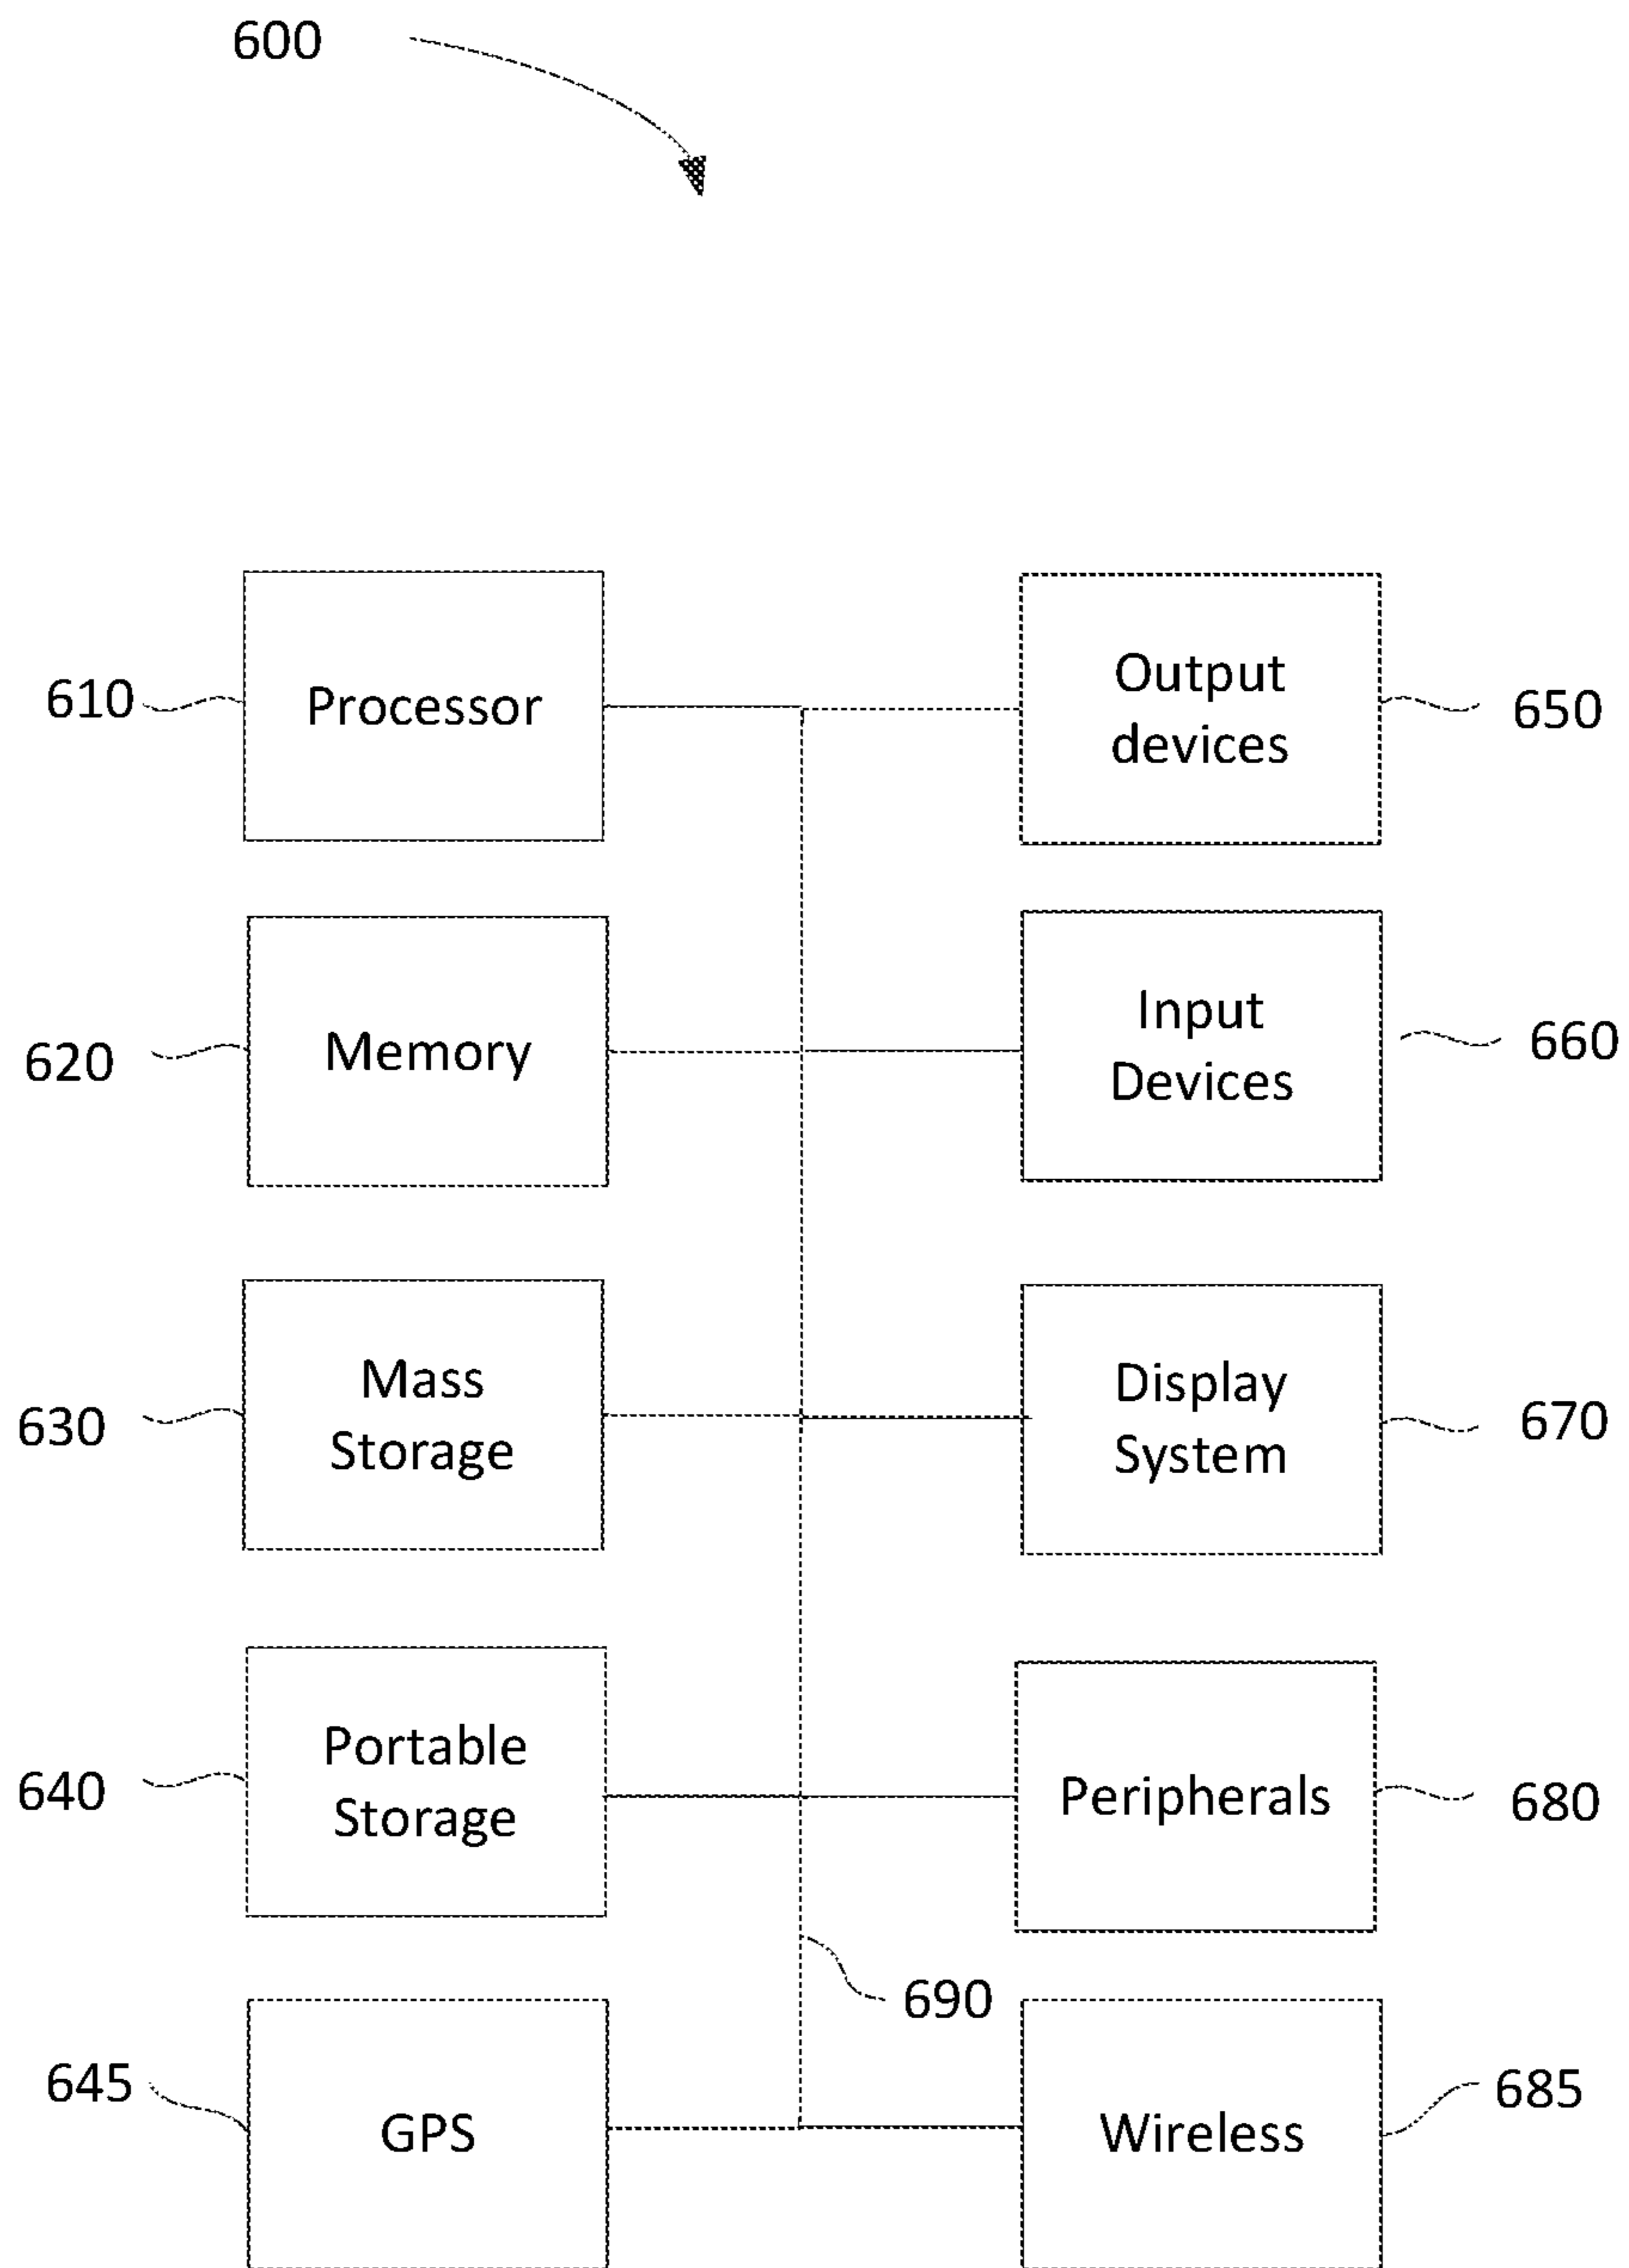 600
610
Processor
Output
devices
650
620
Memory
Input
Devices
660
630
Mass
Storage
Display
System
670
640
Portable
Storage
Peripherals
680
690
645
GPS
Wireless
685